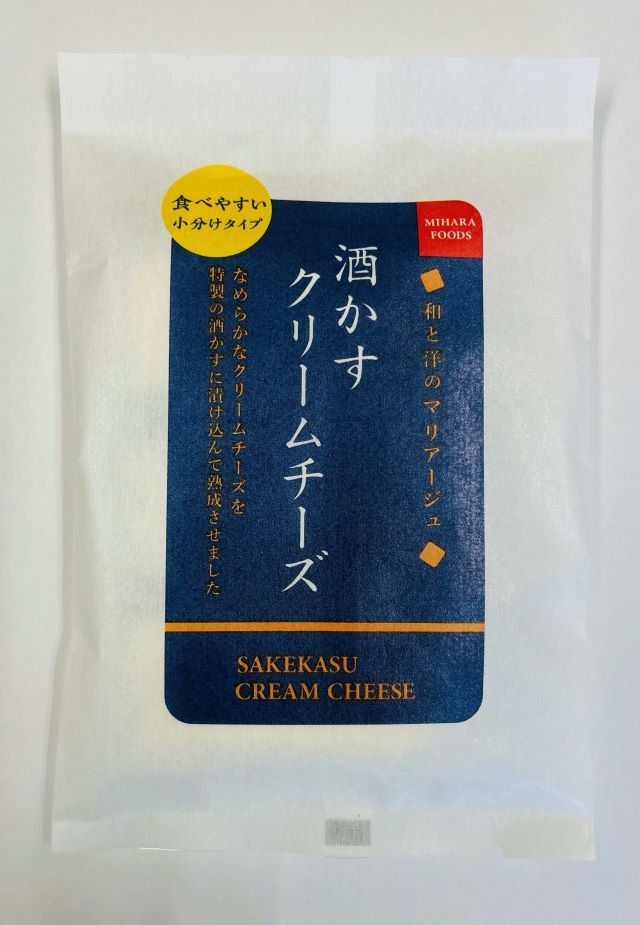 食べやすい
小分けタイプ
MIHARA
FOODS
和と洋のマリアージュ
酒かす
クリームチーズ
なめらかなクリームチーズを
特製の酒かすに漬け込んで熟成させました
SAKEKASU
CREAM CHEESE